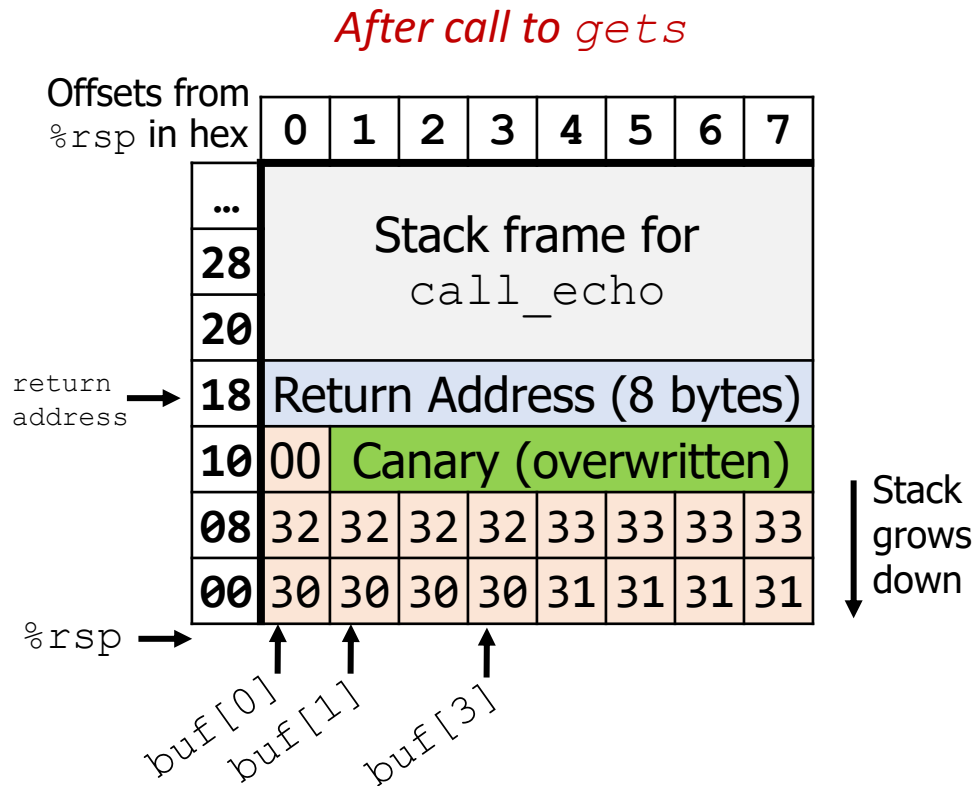 After call to gets
Offsets from
%rsp in hex
0 1 2 3 4 5 6 7
…
28
20
Stack frame for
call_echo
return
address
18 Return Address (8 bytes)
10 00 Canary (overwritten)
08 32 32 32 32 33 33 33 33
00 30 30 30 30 31 31 31 31
Stack
grows
down
%rsp
buf[0]
buf[1]
buf[3]